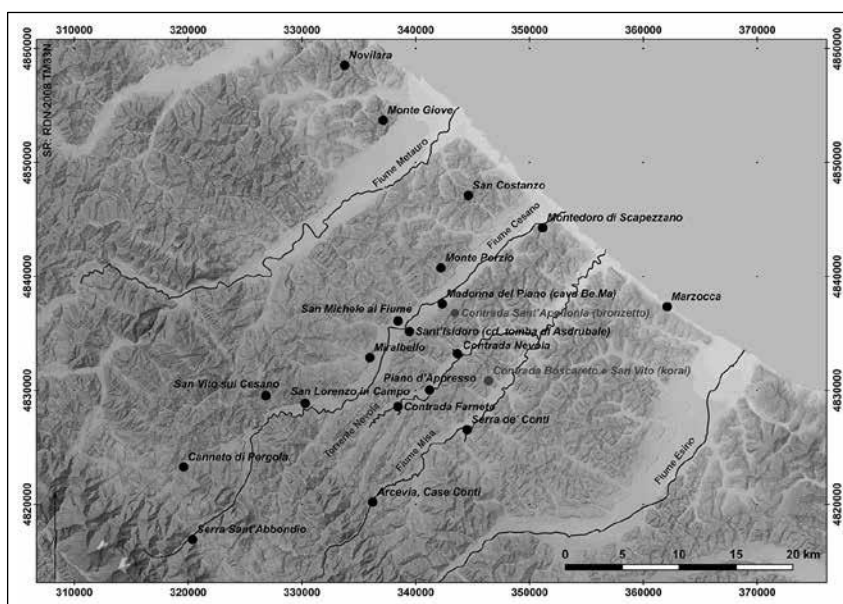 310000 320000 330000 340000 350000 360000 370000
4860000
SR: RDN 2008 TM33N
Novilara
Monte Giove
4850000
Fiume Metauro
San Costanzo
Fiume Cesano
Montedoro di Scapezzano
4840000
Monte Porzio
Madonna del Piano (cava Be.Ma)
Marzocca
San Michele al Fiume
Contrada Sant'Apollonia (bronzetto)
Sant'Isidoro (cd. tomba di Asdrubale)
Miralbello
Contrada Nevola
Contrada Boscareto e San Vito (korai)
Piano d'Appresso
4830000
San Vito sul Cesano
San Lorenzo in Campo
Contrada Farneto
Torrente Nevola
Serra de' Conti
Fiume Misa
Fiume Esino
Canneto di Pergola
4820000
Arcevia, Case Conti
Serra Sant'Abbondio
0 5 10 15 20 km
310000 320000 330000 340000 350000 360000 370000
4860000
4850000
4840000
4830000
4820000